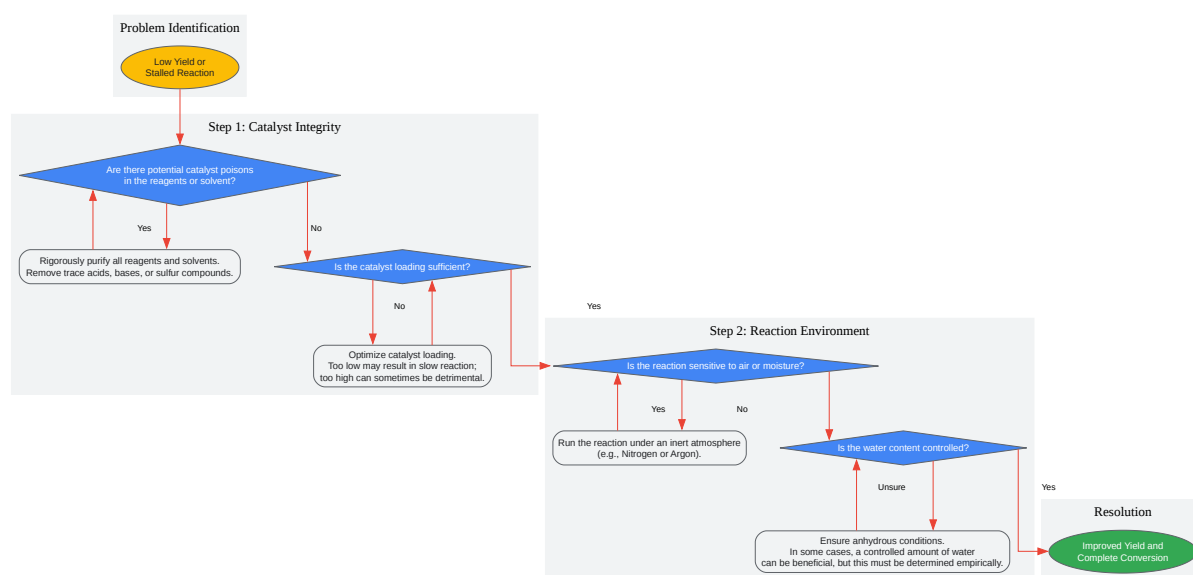 Problem Identification
Low Yield or
Stalled Reaction
Step 1: Catalyst Integrity
Are there potential catalyst poisons
in the reagents or solvent?
Yes
No
Rigorously purify all reagents and solvents.
Remove trace acids, bases, or sulfur compounds.
Is the catalyst loading sufficient?
No
Yes
Optimize catalyst loading.
Too low may result in slow reaction;
too high can sometimes be detrimental.
Step 2: Reaction Environment
Is the reaction sensitive to air or moisture?
Yes
No
Run the reaction under an inert atmosphere
(e.g., Nitrogen or Argon).
Is the water content controlled?
Unsure
Yes
Ensure anhydrous conditions.
In some cases, a controlled amount of water
can be beneficial, but this must be determined empirically.
Resolution
Improved Yield and
Complete Conversion